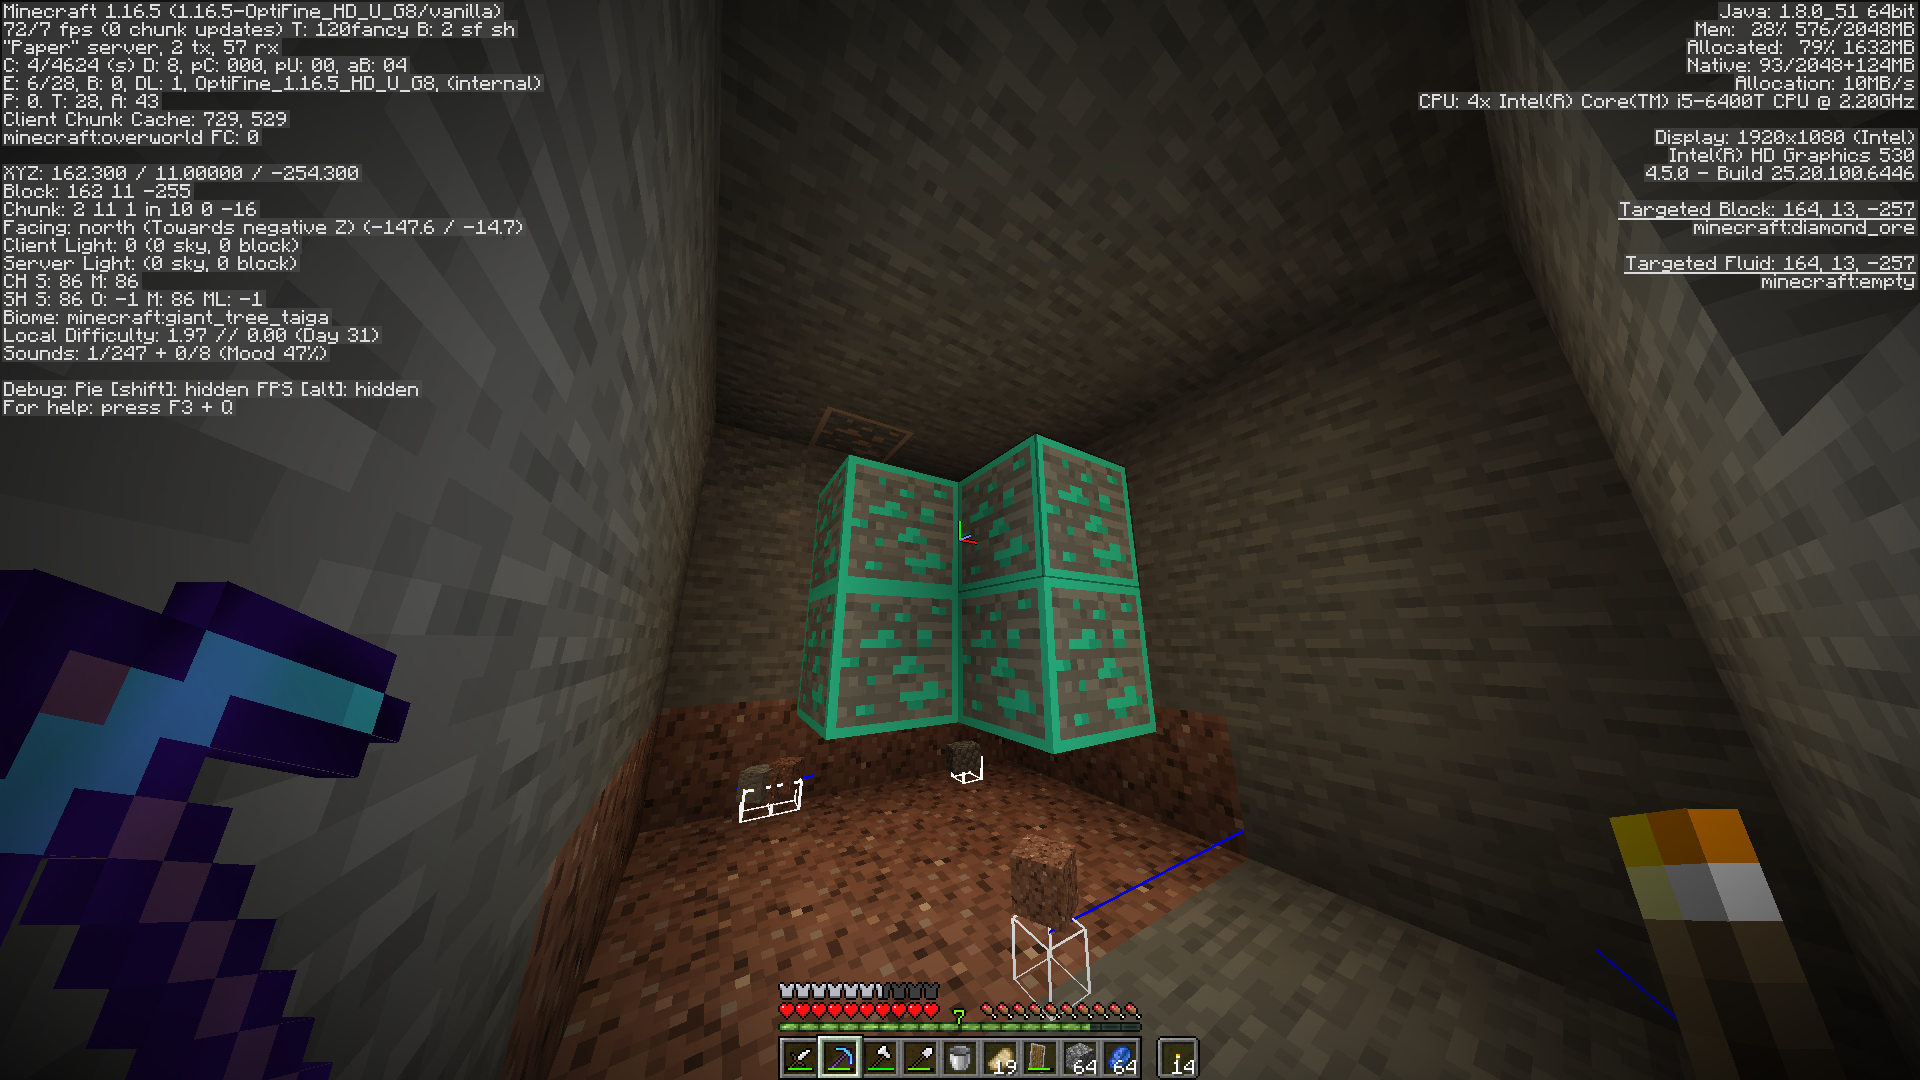 Minecraft 1.16.5 (1.16.5-OptiFine_HD_U_G8/vanilla)
72/7 fps (0 chunk updates) T: 120fancy B: 2 sf sh
"Paper" server, 2 tx, 57 rx
C: 4/4624 (s) D: 8, pC: 000, pU: 00, aB: 04
E: 6/28, B: 0, DL: 1, OptiFine_1.16.5_HD_U_G8, (internal)
P: 0. T: 28, A: 43
Client Chunk Cache: 729, 529
minecraft:overworld FC: 0
XYZ: 162.300 / 11.00000 / -254.300
Block: 162 11 -255
Chunk: 2 11 1 in 10 0 -16
Facing: north (Towards negative Z) (-147.6 / -14.7)
Client Light: 0 (0 sky, 0 block)
Server Light: (0 sky, 0 block)
CH S: 86 M: 86
SH S: 86 O: -1 M: 86 ML: -1
Biome: minecraft:giant_tree_taiga
Local Difficulty: 1.97 // 0.00 (Day 31)
Sounds: 1/247 + 0/8 (Mood 47%)
Debug: Pie [shift]: hidden FPS [alt]: hidden
For help: press F3 + Q
Java: 1.8.0_51 64bit
Mem: 28% 576/2048MB
Allocated: 79% 1632MB
Native: 93/2048+124MB
Allocation: 10MB/s
CPU: 4x Intel(R) Core(TM) i5-6400T CPU @ 2.20GHz
Display: 1920x1080 (Intel)
Intel(R) HD Graphics 530
4.5.0 - Build 25.20.100.6446
Targeted Block: 164, 13, -257
minecraft:diamond_ore
Targeted Fluid: 164, 13, -257
minecraft:empty
7
19 64 64 14